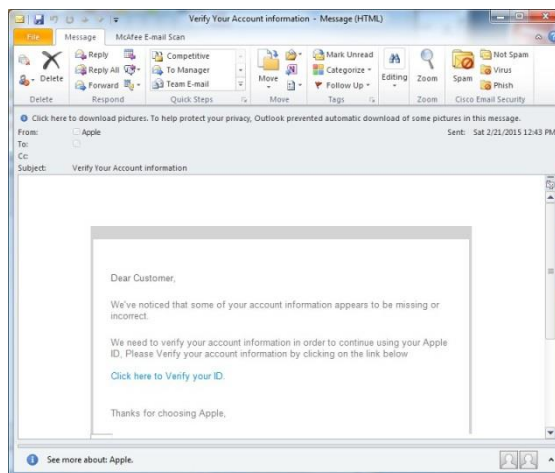 Verify Your Account information - Message (HTML)
File Message McAfee E-mail Scan
Delete
Reply
Reply All
Forward
Competitive
To Manager
Team E-mail
Move
Mark Unread
Categorize
Follow Up
Editing
Zoom
Spam
Not Spam
Virus
Phish
Delete Respond Quick Steps Move Tags Zoom Cisco Email Security
Click here to download pictures. To help protect your privacy, Outlook prevented automatic download of some pictures in this message.
From: Apple Sent: Sat 2/21/2015 12:43 PM
To:
Cc:
Subject: Verify Your Account information
Dear Customer,
We've noticed that some of your account information appears to be missing or
incorrect.
We need to verify your account information in order to continue using your Apple
ID, Please Verify your account information by clicking on the link below
Click here to Verify your ID.
Thanks for choosing Apple,
See more about: Apple.